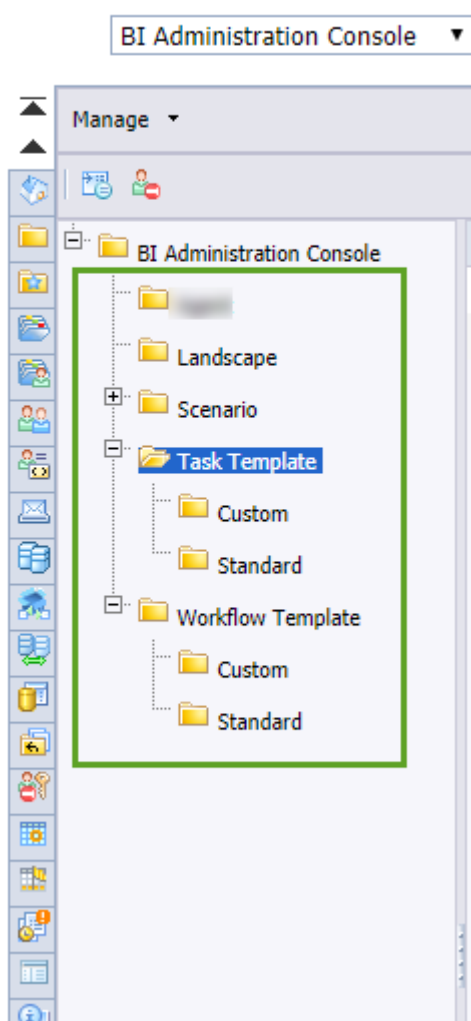 BI Administration Console
Manage
BI Administration Console
Landscape
Scenario
Task Template
Custom
Standard
Workflow Template
Custom
Standard